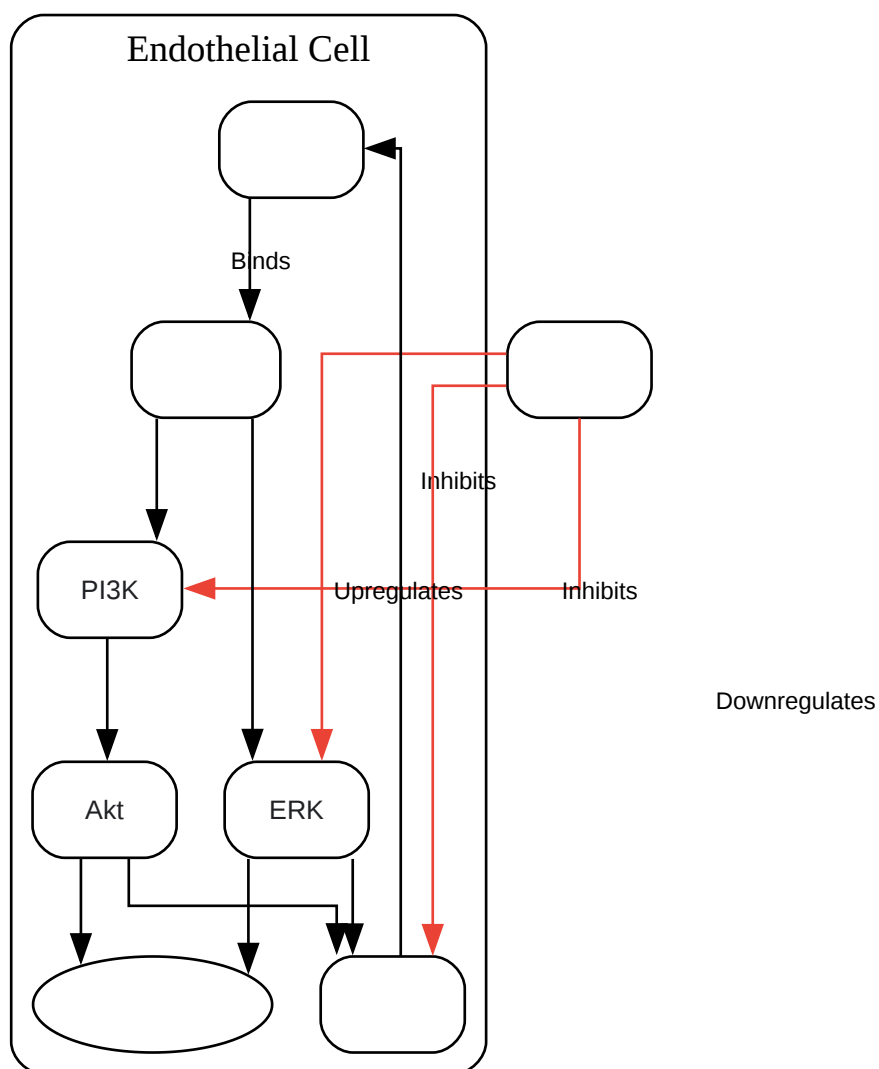 Endothelial Cell
Binds
Inhibits
PI3K
Upregulates
Inhibits
Downregulates
Akt
ERK